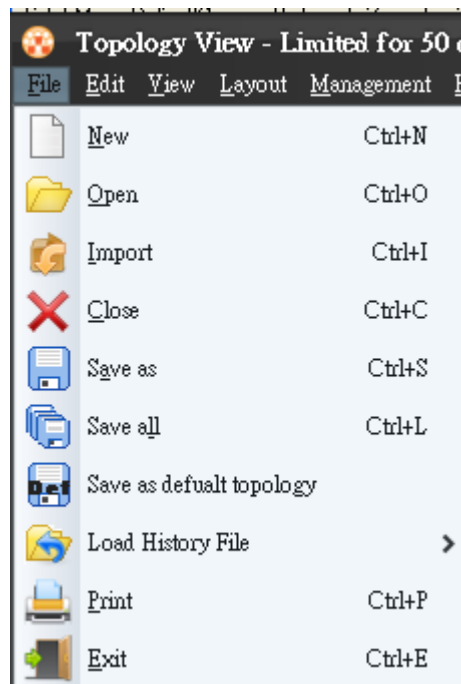 Topology View - Limited for 50
File Edit View Layout Management
New Ctrl+N
Open Ctrl+O
Import Ctrl+I
Close Ctrl+C
Save as Ctrl+S
Save all Ctrl+L
Def
Save as defualt topology
Load History File
Print Ctrl+P
Exit Ctrl+E